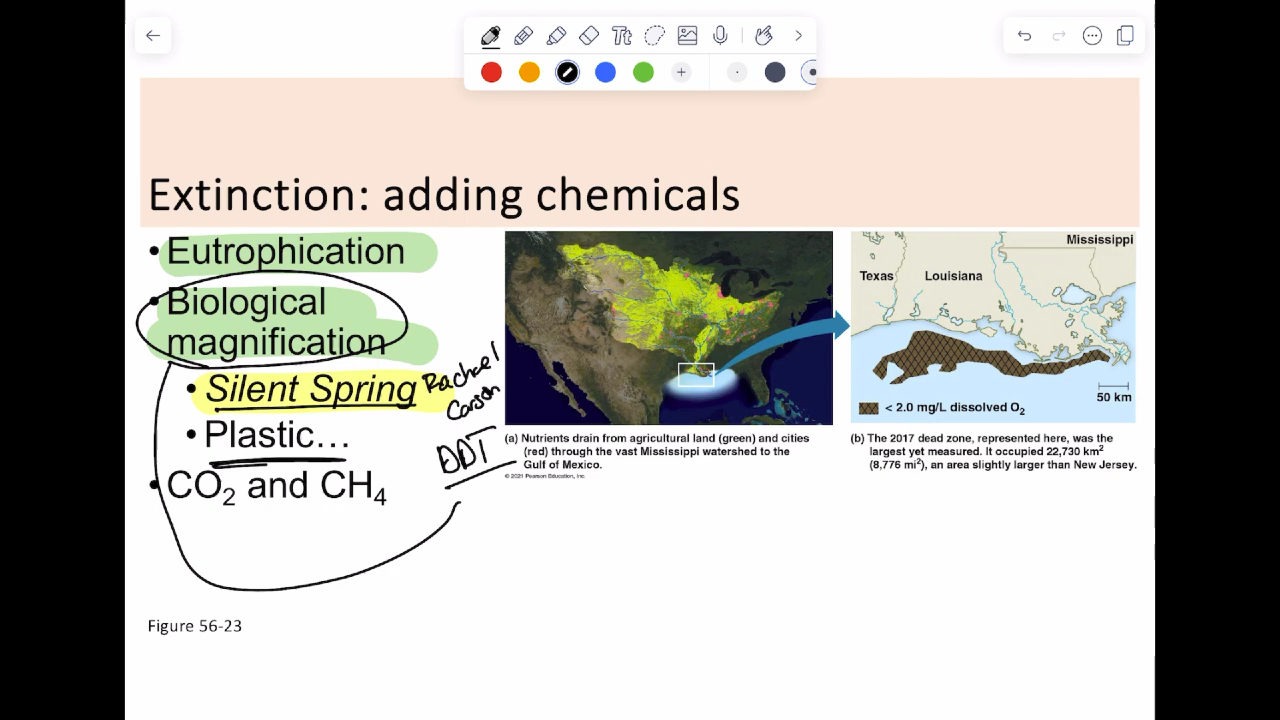 Tt
Extinction: adding chemicals
• Eutrophication
• Biological
magnification
• Silent Spring
Rachel
Carson
• Plastic…
DDT
• CO₂ and CH₄
Figure 56-23
(a) Nutrients drain from agricultural land (green) and cities
(red) through the vast Mississippi watershed to the
Gulf of Mexico.
© 2021 Pearson Education, Inc.
Mississippi
Texas
Louisiana
50 km
< 2.0 mg/L dissolved O₂
(b) The 2017 dead zone, represented here, was the
largest yet measured. It occupied 22,730 km²
(8,776 mi²), an area slightly larger than New Jersey.